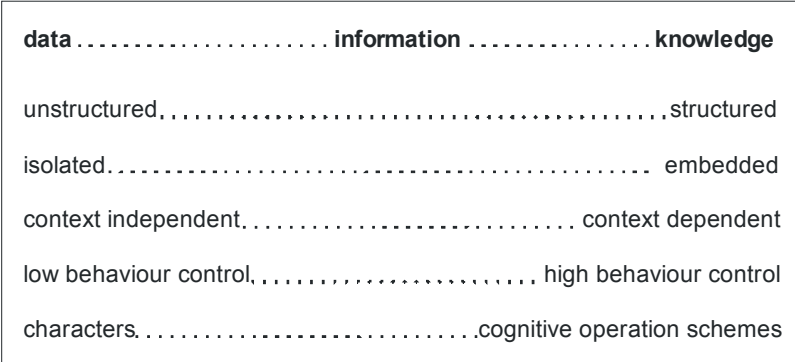 data . . . . . . . . . . . . . . . . . . . . . . . . information . . . . . . . . . . . . . . . . . . knowledge
unstructured. . . . . . . . . . . . . . . . . . . . . . . . . . . . . . . . . . . . . . . . . . . . structured
isolated. . . . . . . . . . . . . . . . . . . . . . . . . . . . . . . . . . . . . . . . . . . . . . . . embedded
context independent. . . . . . . . . . . . . . . . . . . . . . . . . . . . . . context dependent
low behaviour control. . . . . . . . . . . . . . . . . . . . . . . . . high behaviour control
characters. . . . . . . . . . . . . . . . . . . . . . . . . . . . . .cognitive operation schemes